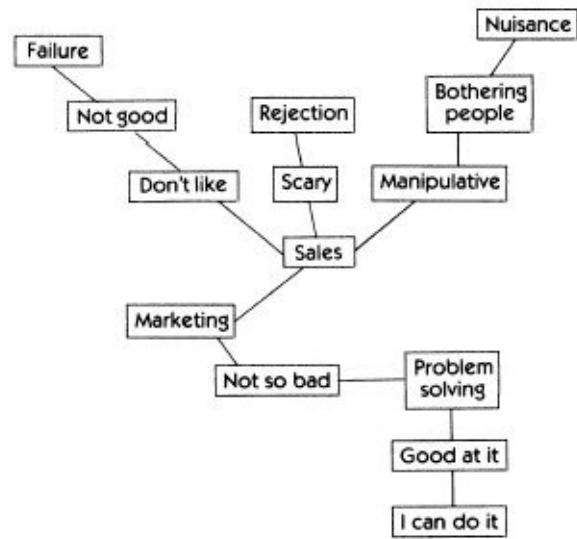 Nuisance
Failure
Bothering
people
Not good
Rejection
Don't like
Scary
Manipulative
Sales
Marketing
Not so bad
Problem
solving
Good at it
I can do it